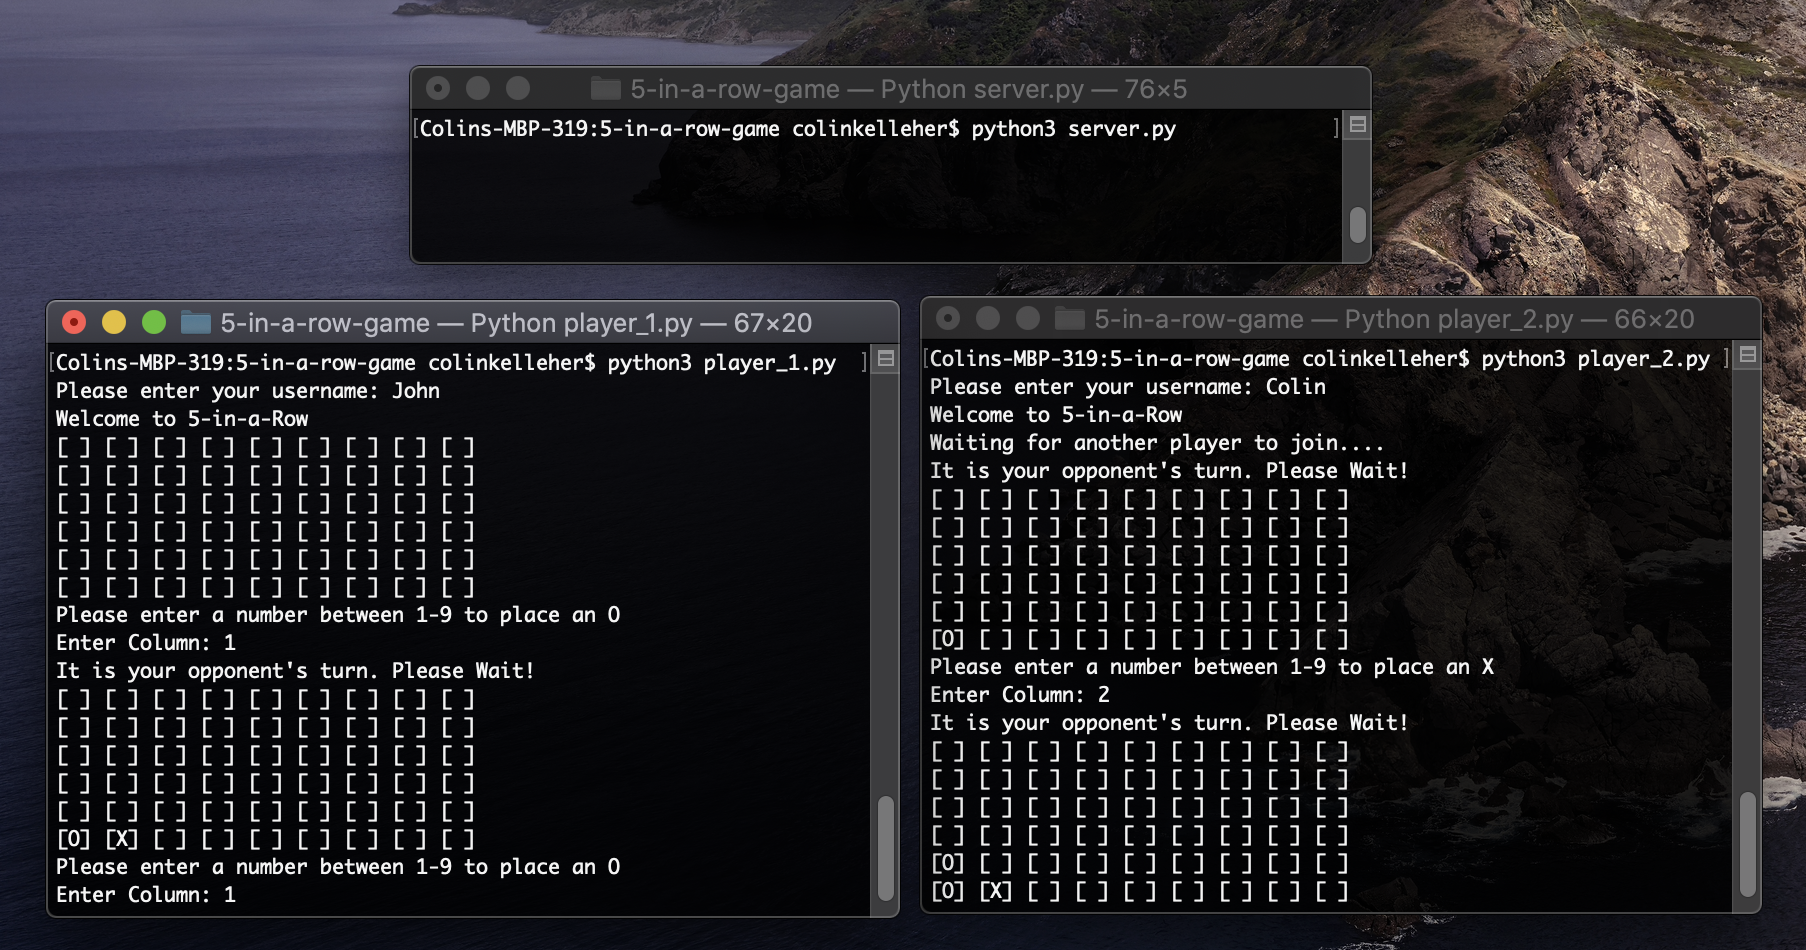 5-in-a-row-game — Python server.py — 76×5
[Colins-MBP-319:5-in-a-row-game colinkelleher$ python3 server.py ]
5-in-a-row-game — Python player_1.py — 67×20
[Colins-MBP-319:5-in-a-row-game colinkelleher$ python3 player_1.py ]
Please enter your username: John
Welcome to 5-in-a-Row
[ ] [ ] [ ] [ ] [ ] [ ] [ ] [ ] [ ]
[ ] [ ] [ ] [ ] [ ] [ ] [ ] [ ] [ ]
[ ] [ ] [ ] [ ] [ ] [ ] [ ] [ ] [ ]
[ ] [ ] [ ] [ ] [ ] [ ] [ ] [ ] [ ]
[ ] [ ] [ ] [ ] [ ] [ ] [ ] [ ] [ ]
[ ] [ ] [ ] [ ] [ ] [ ] [ ] [ ] [ ]
Please enter a number between 1-9 to place an O
Enter Column: 1
It is your opponent's turn. Please Wait!
[ ] [ ] [ ] [ ] [ ] [ ] [ ] [ ] [ ]
[ ] [ ] [ ] [ ] [ ] [ ] [ ] [ ] [ ]
[ ] [ ] [ ] [ ] [ ] [ ] [ ] [ ] [ ]
[ ] [ ] [ ] [ ] [ ] [ ] [ ] [ ] [ ]
[ ] [ ] [ ] [ ] [ ] [ ] [ ] [ ] [ ]
[O] [X] [ ] [ ] [ ] [ ] [ ] [ ] [ ]
Please enter a number between 1-9 to place an O
Enter Column: 1
5-in-a-row-game — Python player_2.py — 66×20
[Colins-MBP-319:5-in-a-row-game colinkelleher$ python3 player_2.py ]
Please enter your username: Colin
Welcome to 5-in-a-Row
Waiting for another player to join....
It is your opponent's turn. Please Wait!
[ ] [ ] [ ] [ ] [ ] [ ] [ ] [ ] [ ]
[ ] [ ] [ ] [ ] [ ] [ ] [ ] [ ] [ ]
[ ] [ ] [ ] [ ] [ ] [ ] [ ] [ ] [ ]
[ ] [ ] [ ] [ ] [ ] [ ] [ ] [ ] [ ]
[ ] [ ] [ ] [ ] [ ] [ ] [ ] [ ] [ ]
[O] [ ] [ ] [ ] [ ] [ ] [ ] [ ] [ ]
Please enter a number between 1-9 to place an X
Enter Column: 2
It is your opponent's turn. Please Wait!
[ ] [ ] [ ] [ ] [ ] [ ] [ ] [ ] [ ]
[ ] [ ] [ ] [ ] [ ] [ ] [ ] [ ] [ ]
[ ] [ ] [ ] [ ] [ ] [ ] [ ] [ ] [ ]
[ ] [ ] [ ] [ ] [ ] [ ] [ ] [ ] [ ]
[O] [ ] [ ] [ ] [ ] [ ] [ ] [ ] [ ]
[O] [X] [ ] [ ] [ ] [ ] [ ] [ ] [ ]